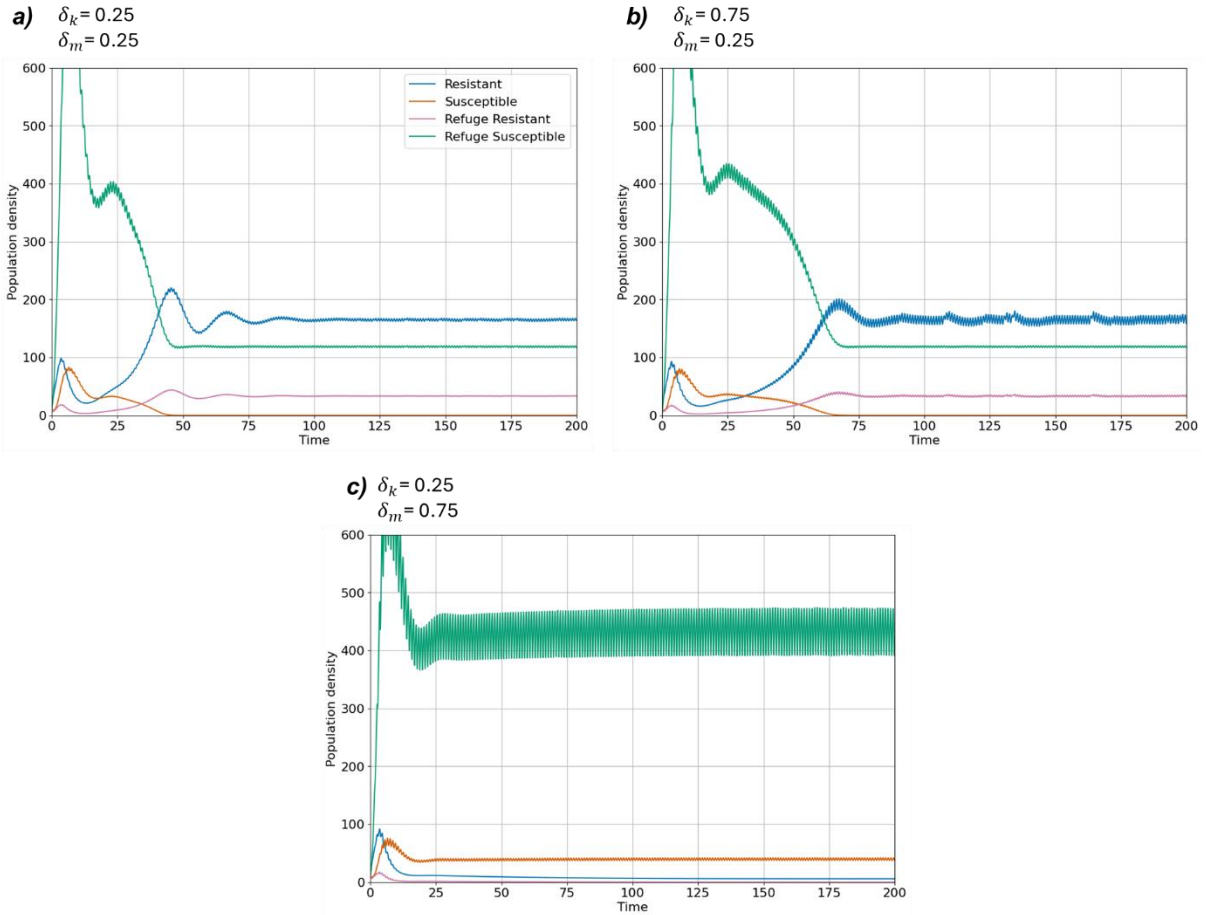 a) δk= 0.25
δm= 0.25
600
500
400
300
200
100
0
Population density
0 25 50 75 100 125 150 175 200
Time
Resistant
Susceptible
Refuge Resistant
Refuge Susceptible
b) δk= 0.75
δm= 0.25
600
500
400
300
200
100
0
Population density
0 25 50 75 100 125 150 175 200
Time
c) δk= 0.25
δm= 0.75
600
500
400
300
200
100
0
Population density
0 25 50 75 100 125 150 175 200
Time